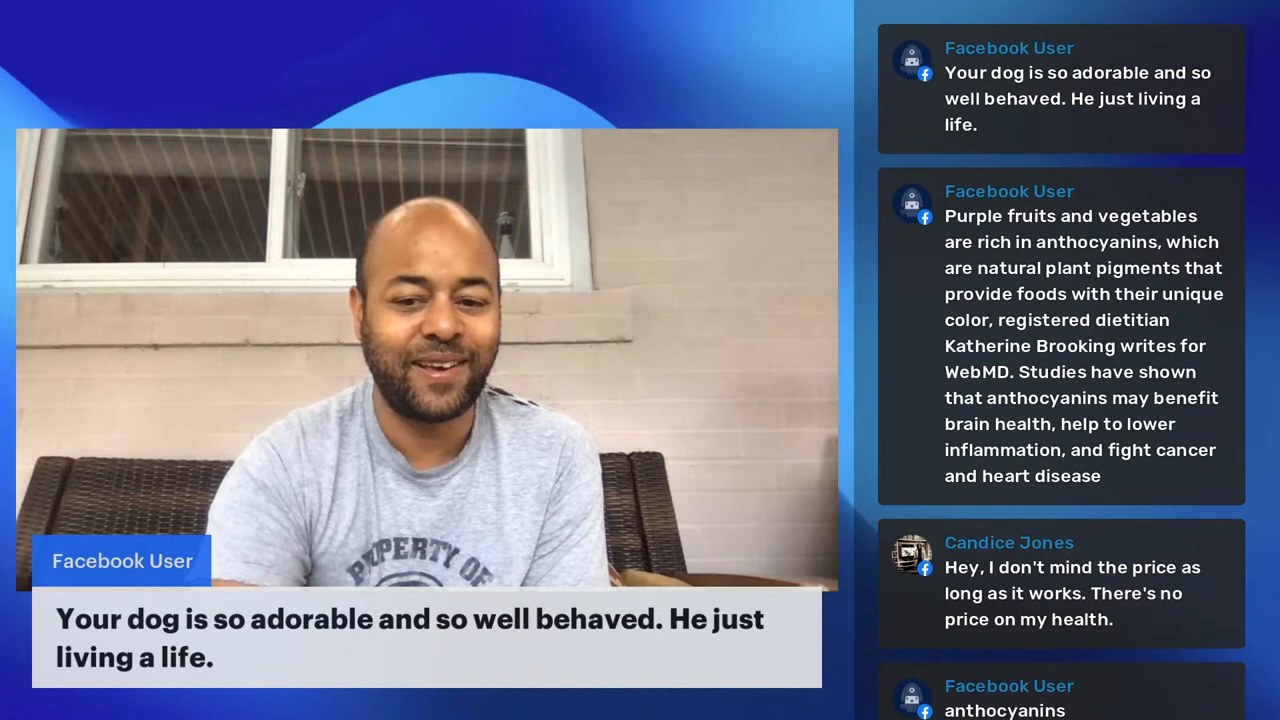 PROPERTY OF
Facebook User
Your dog is so adorable and so well behaved. He just
living a life.
Facebook User
Your dog is so adorable and so
well behaved. He just living a
life.
Facebook User
Purple fruits and vegetables
are rich in anthocyanins, which
are natural plant pigments that
provide foods with their unique
color, registered dietitian
Katherine Brooking writes for
WebMD. Studies have shown
that anthocyanins may benefit
brain health, help to lower
inflammation, and fight cancer
and heart disease
Candice Jones
Hey, I don't mind the price as
long as it works. There's no
price on my health.
Facebook User
anthocyanins